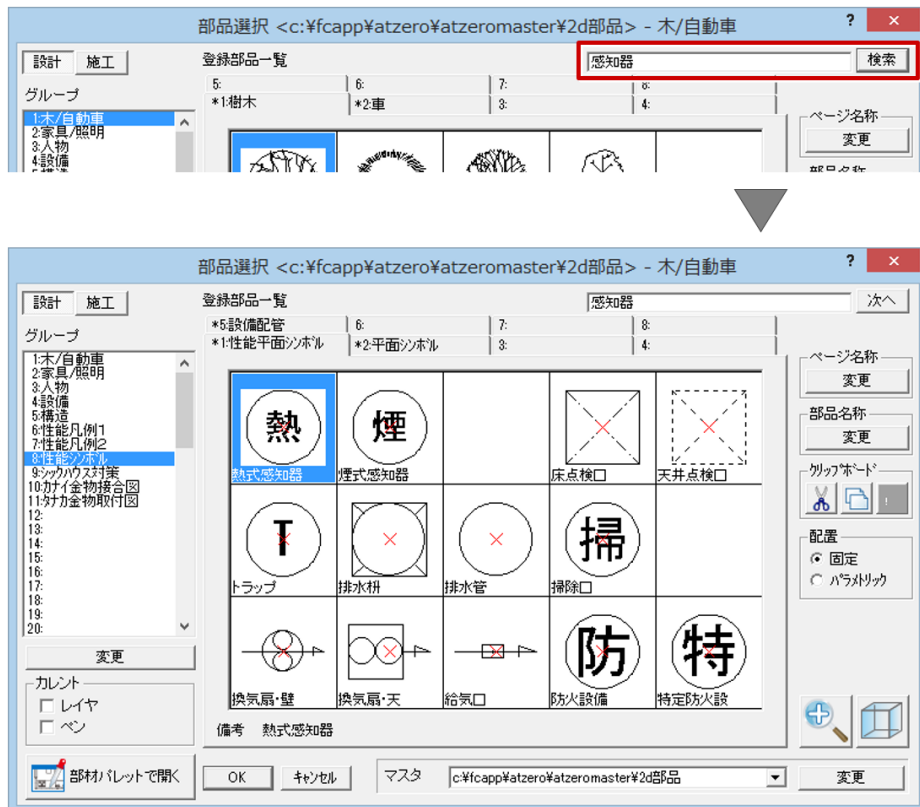 部品選択 <c:¥fcapp¥atzero¥atzeromaster¥2d部品> - 木/自動車
?
×
設計
施工
登録部品一覧
感知器
検索
グループ
5:
6:
7:
8:
*1:樹木
*2:車
3:
4:
1:木/自動車
2:家具/照明
3:人物
4:設備
ページ名称
変更
部品選択 <c:¥fcapp¥atzero¥atzeromaster¥2d部品> - 木/自動車
?
×
設計
施工
登録部品一覧
感知器
次へ
グループ
*5:設備配管
6:
7:
8:
*1:性能平面シンボル
*2:平面シンボル
3:
4:
1:木/自動車
2:家具/照明
3:人物
4:設備
5:構造
6:性能凡例1
7:性能凡例2
8:性能シンボル
9:シックハウス対策
10:カナイ金物接合図
11:タナカ金物取付図
12:
13:
14:
15:
16:
17:
18:
19:
20:
変更
カレント
レイヤ
ペン
部材パレットで開く
熱
熱式感知器
煙
煙式感知器
床点検口
天井点検口
T
トラップ
排水枡
排水管
掃
掃除口
換気扇・壁
換気扇・天
給気口
防
防火設備
特
特定防火設
備考 熱式感知器
ページ名称
変更
部品名称
変更
クリップボード
配置
固定
パラメトリック
OK
キャンセル
マスタ
c:¥fcapp¥atzero¥atzeromaster¥2d部品
変更